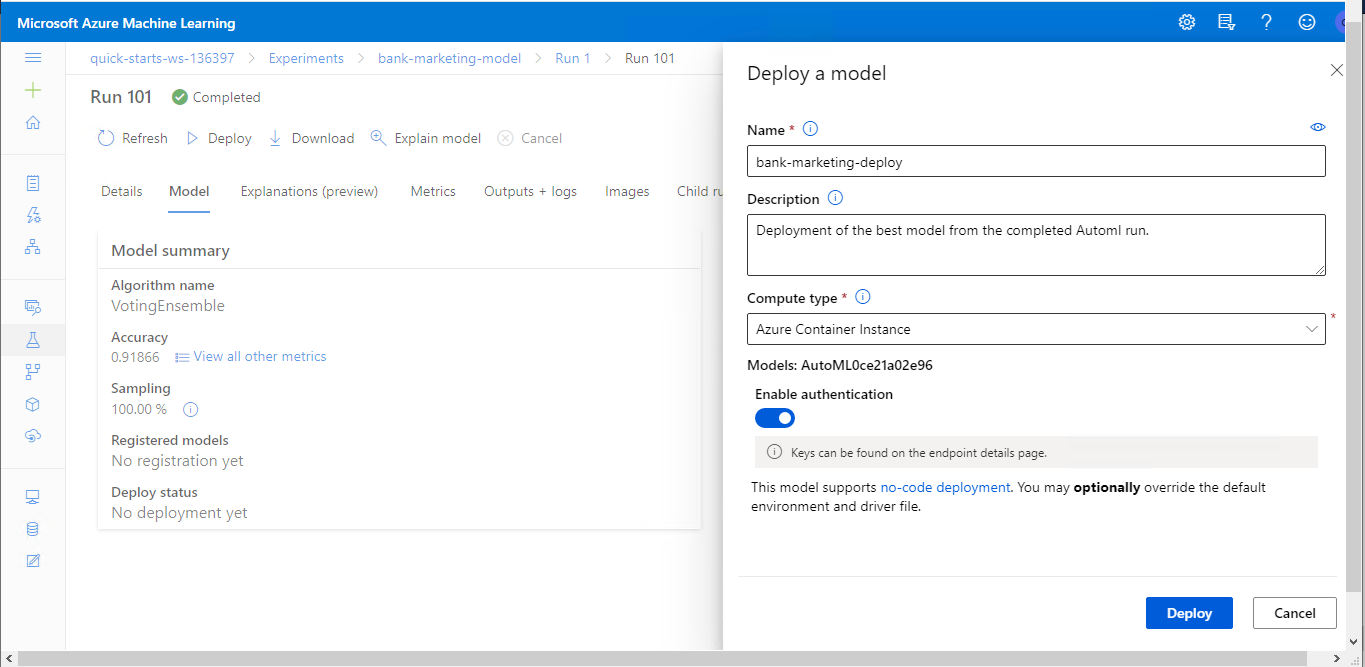 Microsoft Azure Machine Learning
quick-starts-ws-136397 > Experiments > bank-marketing-model > Run 1 > Run 101
Run 101 Completed
Refresh Deploy Download Explain model Cancel
Details Model Explanations (preview) Metrics Outputs + logs Images Child ru
Model summary
Algorithm name
VotingEnsemble
Accuracy
0.91866 View all other metrics
Sampling
100.00 %
Registered models
No registration yet
Deploy status
No deployment yet
Deploy a model
Name *
bank-marketing-deploy
Description
Deployment of the best model from the completed Automl run.
Compute type *
Azure Container Instance
*
Models: AutoML0ce21a02e96
Enable authentication
Keys can be found on the endpoint details page.
This model supports no-code deployment. You may optionally override the default
environment and driver file.
Deploy Cancel